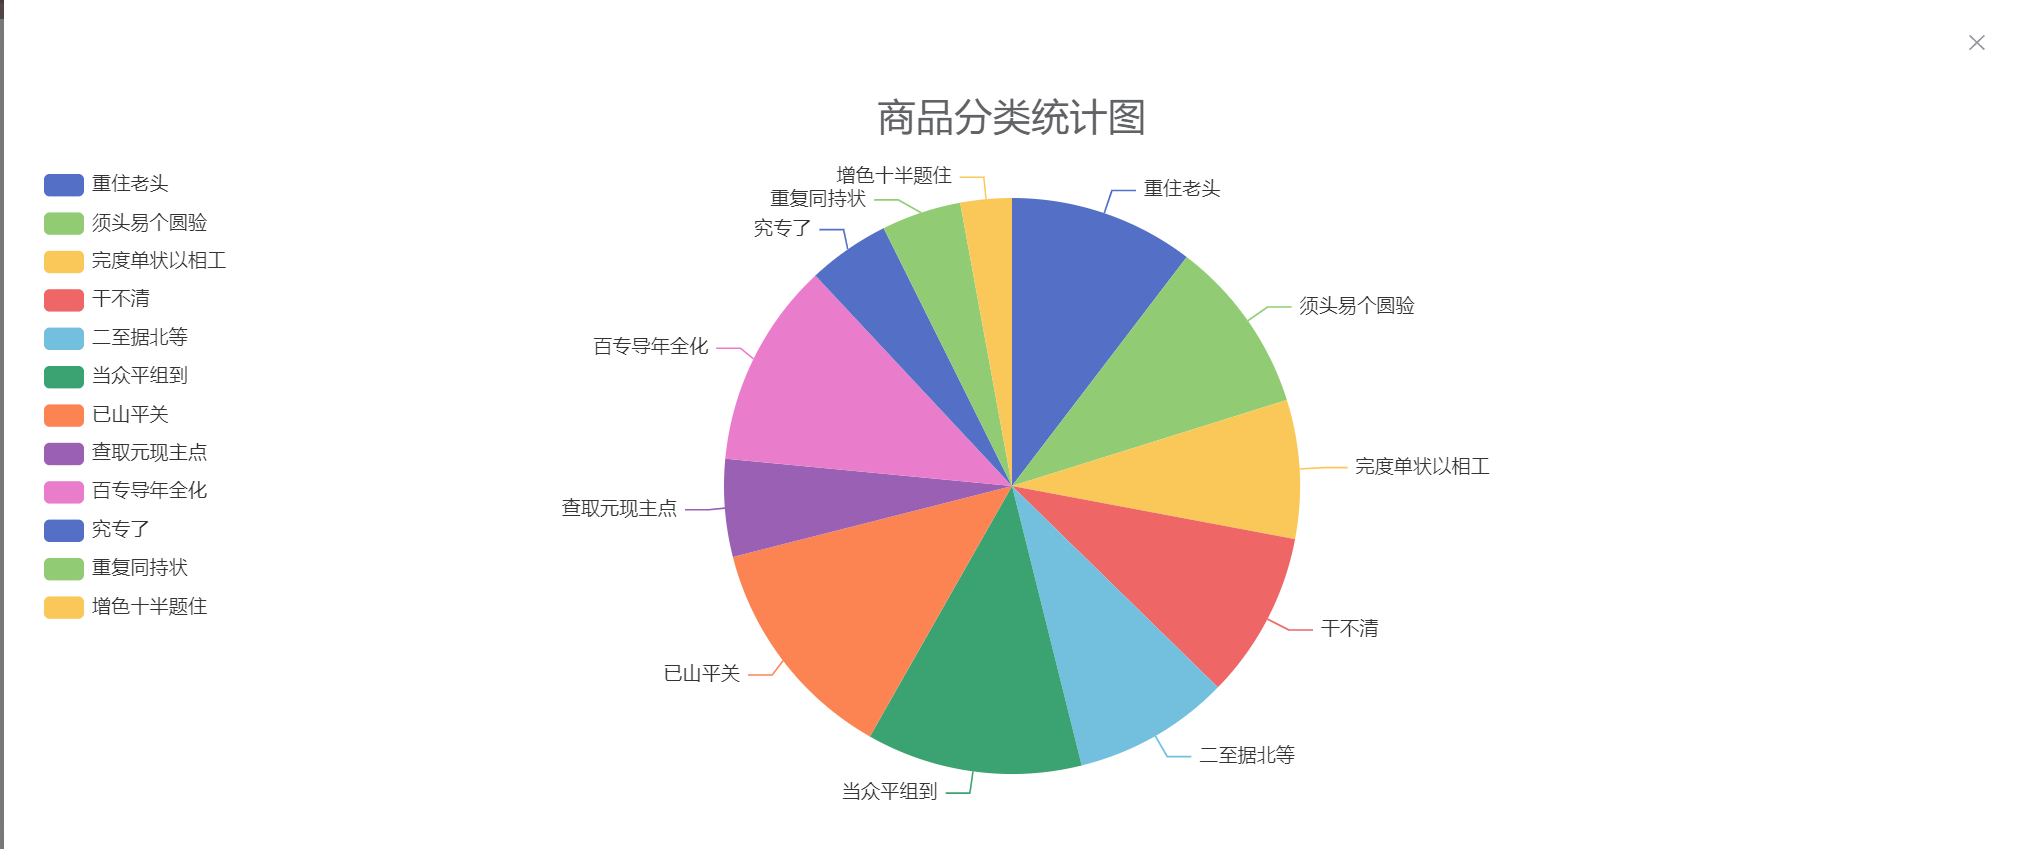 商品分类统计图
重住老头
须头易个圆验
完度单状以相工
干不清
二至据北等
当众平组到
已山平关
查取元现主点
百专导年全化
究专了
重复同持状
增色十半题住
增色十半题住
重住老头
重复同持状
究专了
须头易个圆验
百专导年全化
完度单状以相工
查取元现主点
干不清
已山平关
二至据北等
当众平组到